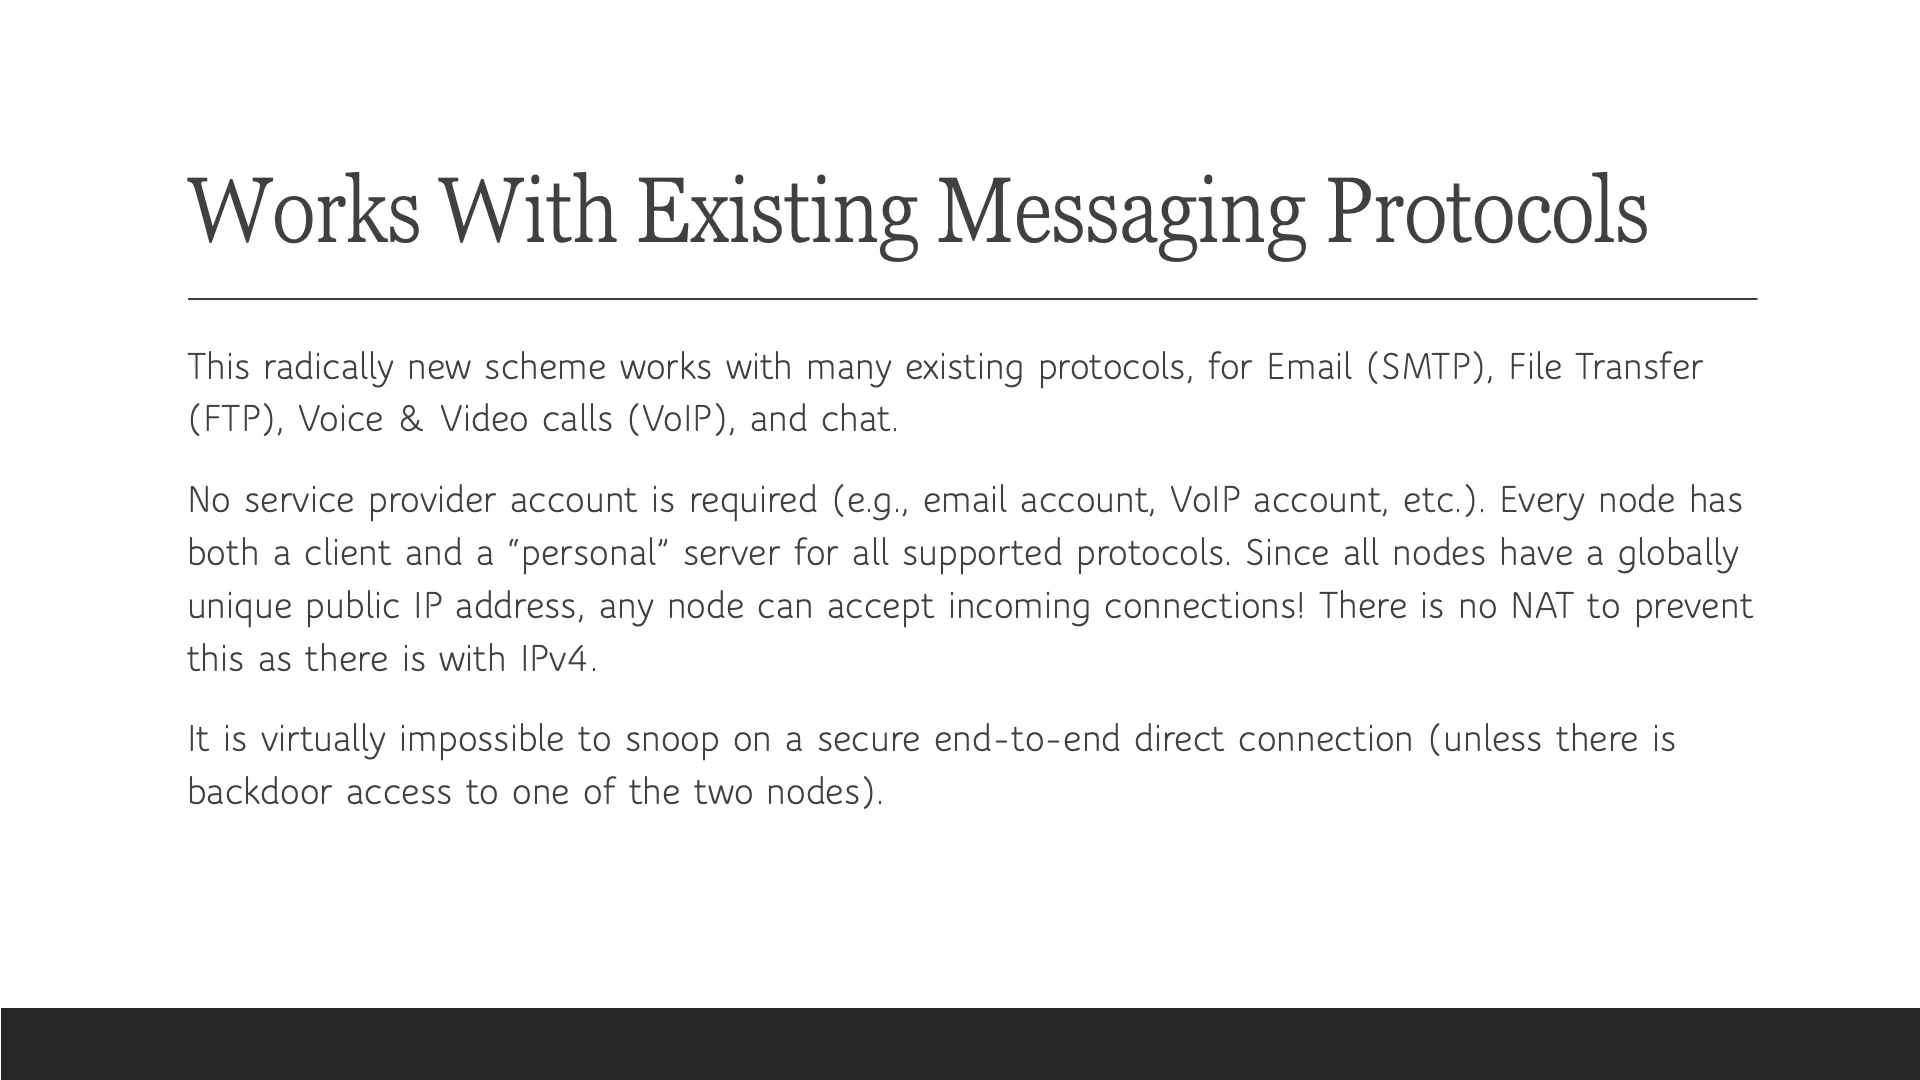 Works With Existing Messaging Protocols
This radically new scheme works with many existing protocols, for Email (SMTP), File Transfer
(FTP), Voice & Video calls (VoIP), and chat.
No service provider account is required (e.g., email account, VoIP account, etc.). Every node has
both a client and a “personal” server for all supported protocols. Since all nodes have a globally
unique public IP address, any node can accept incoming connections! There is no NAT to prevent
this as there is with IPv4.
It is virtually impossible to snoop on a secure end-to-end direct connection (unless there is
backdoor access to one of the two nodes).